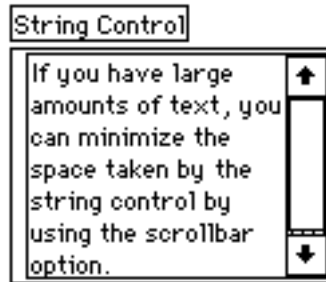 String Control
If you have large
amounts of text, you
can minimize the
space taken by the
string control by
using the scrollbar
option.